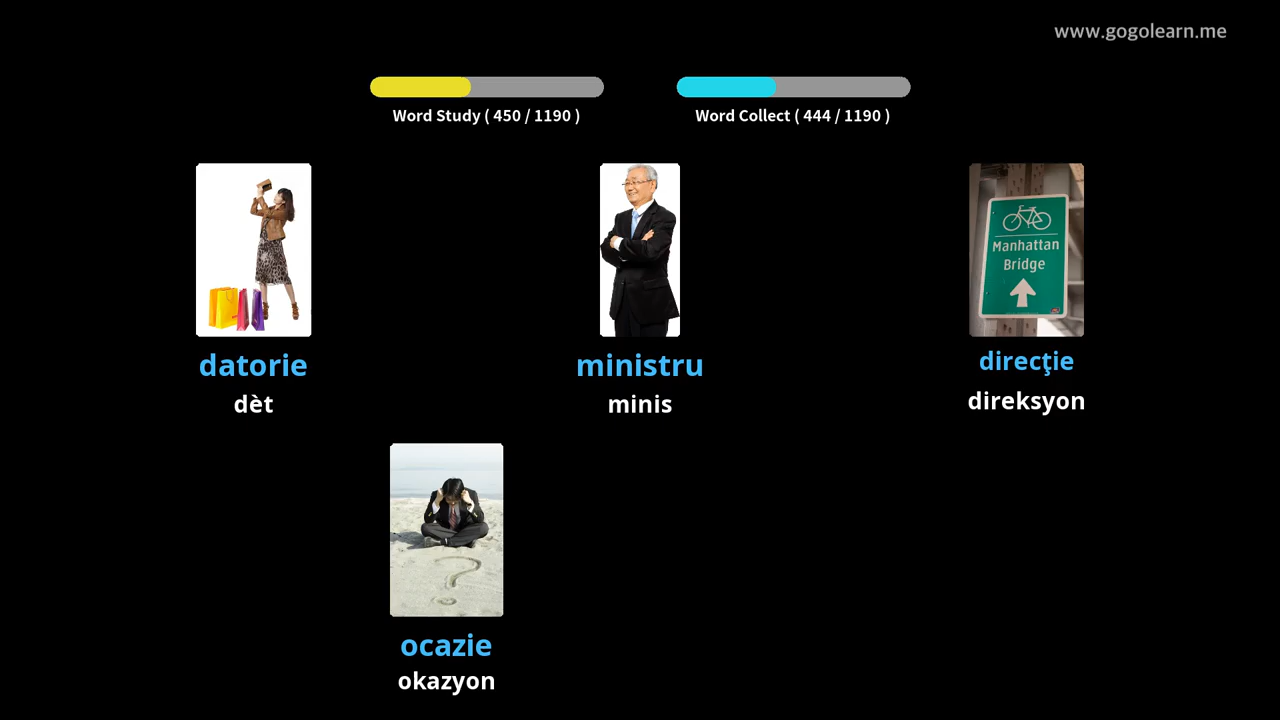 www.gogolearn.me
Word Study ( 450 / 1190 )
Word Collect ( 444 / 1190 )
Manhattan
Bridge
datorie
dèt
ministru
minis
direcţie
direksyon
ocazie
okazyon